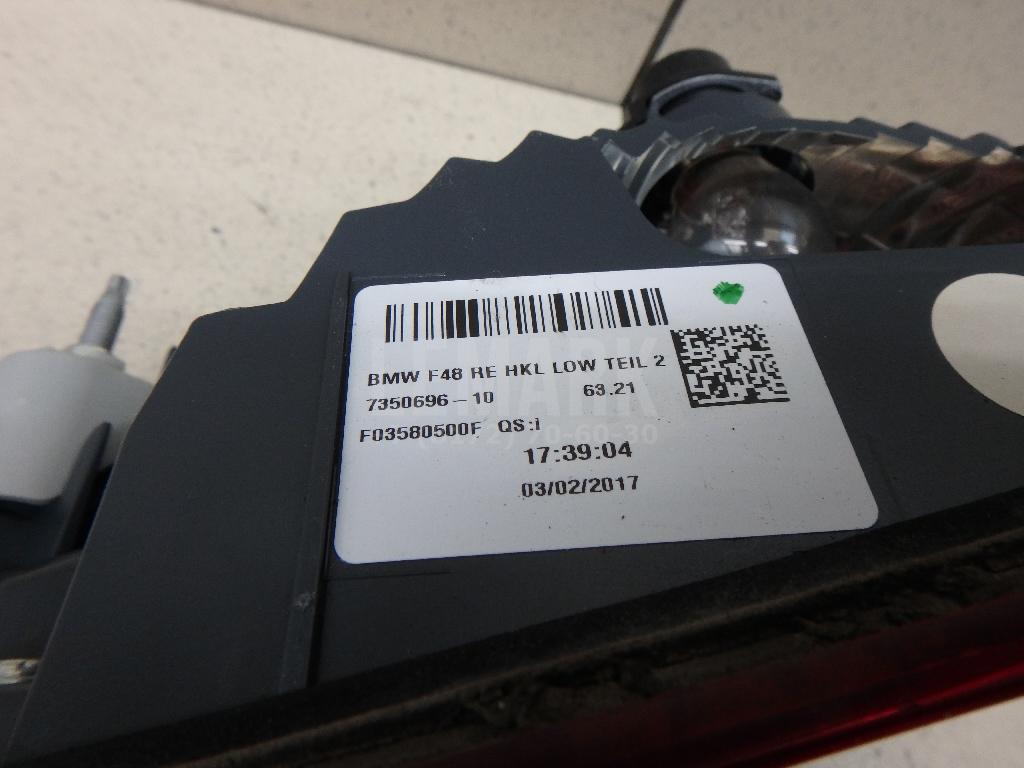 BMW F48 RE HKL LOW TEIL 2
7350696-10 63.21
F03580500F QS:I
17:39:04
03/02/2017